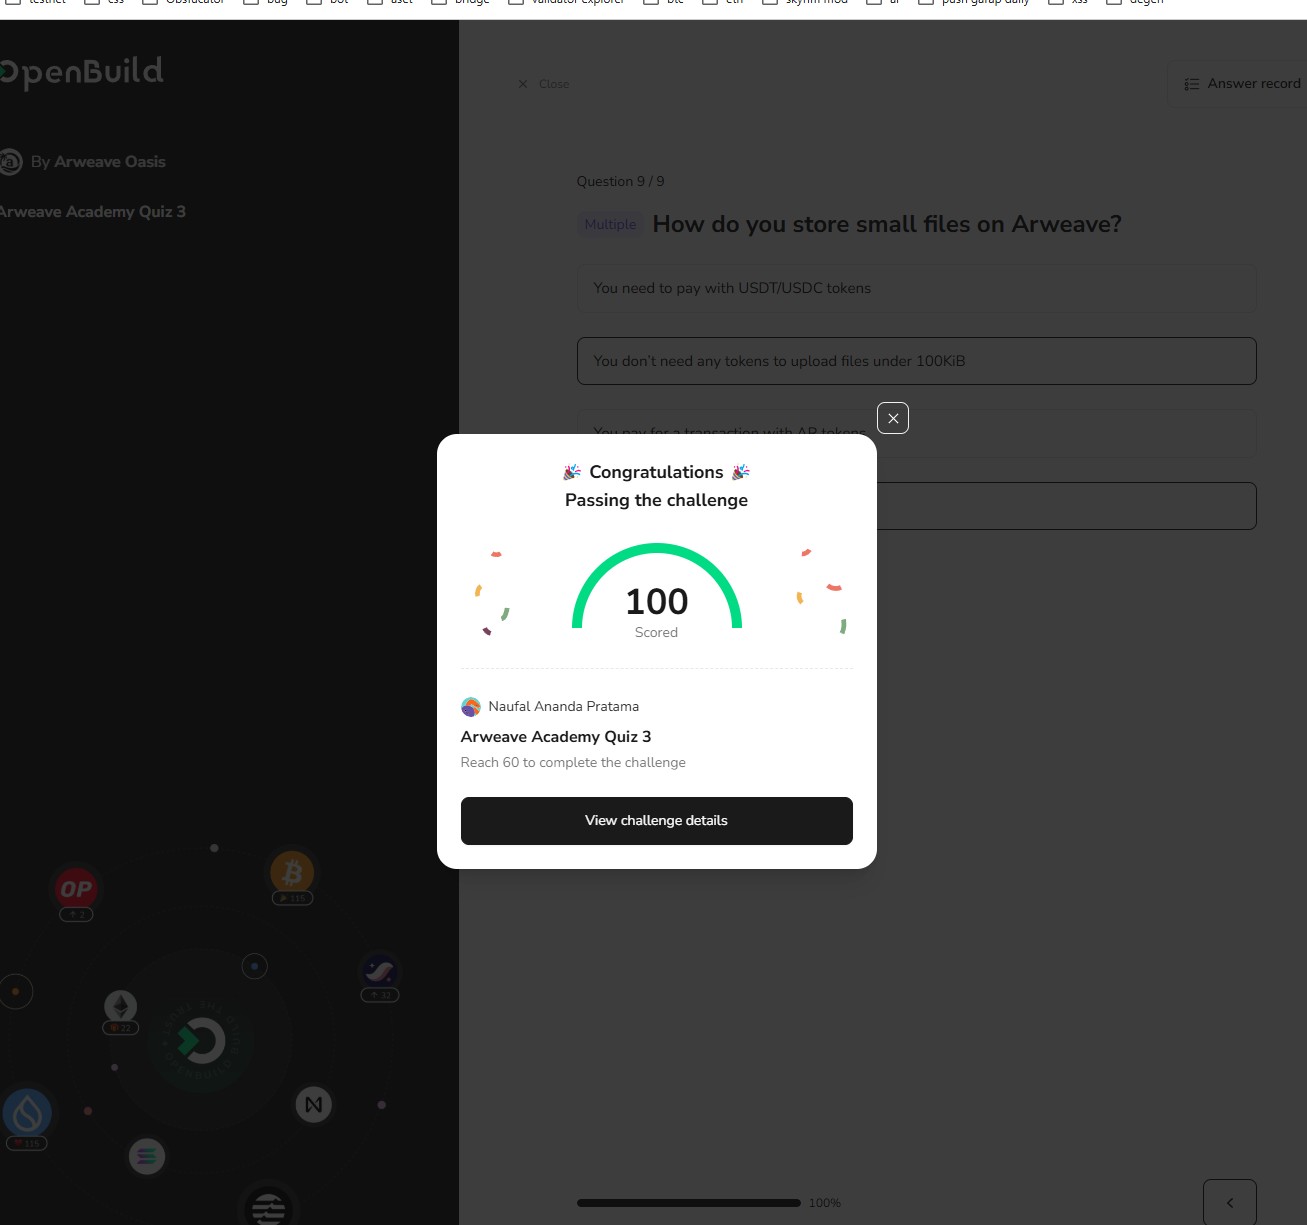 testnet css Obsfucator bug bot aset bridge validator explorer btc eth skyrim mod ai push garap daily xss degen
OpenBuild
Close
Answer record
By Arweave Oasis
Arweave Academy Quiz 3
Question 9 / 9
Multiple How do you store small files on Arweave?
You need to pay with USDT/USDC tokens
You don't need any tokens to upload files under 100KiB
You pay for a transaction with AR tokens
Congratulations
Passing the challenge
100
Scored
Naufal Ananda Pratama
Arweave Academy Quiz 3
Reach 60 to complete the challenge
View challenge details
OP
2
115
32
22
115
100%